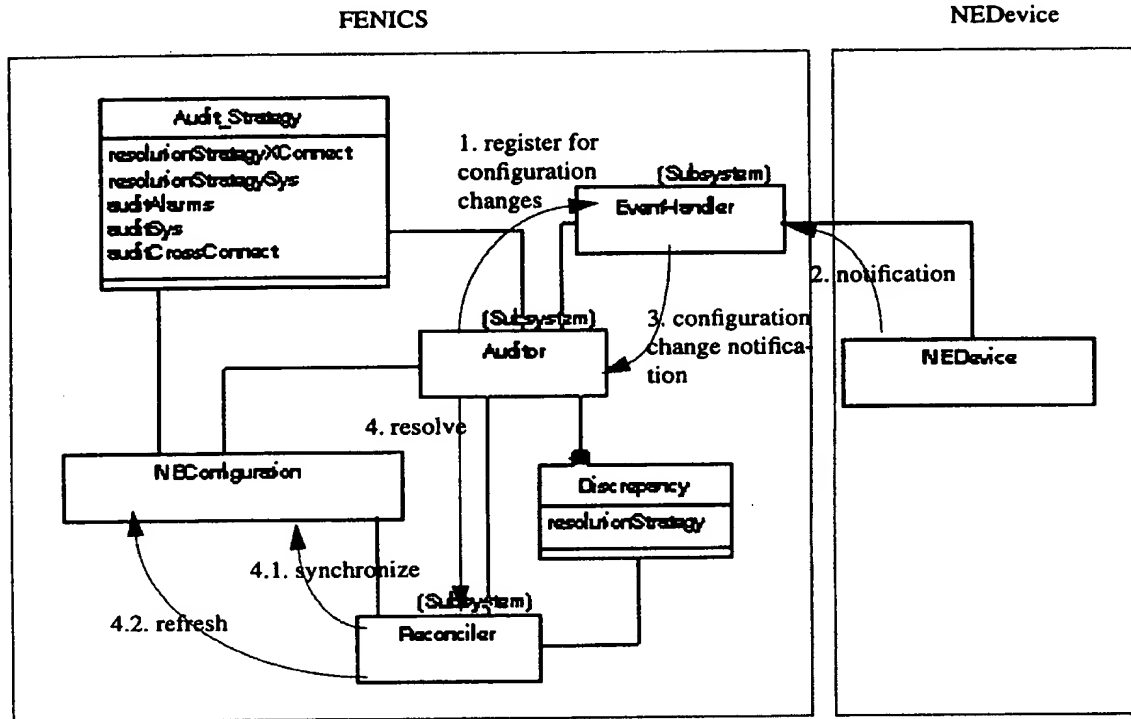 FENICS
NEDevice
Audit_Strategy
resolutionStrategyXConnect
resolutionStrategySys
auditAlarms
auditSys
auditCrossConnect
1. register for
configuration
changes
{Subsystem}
EventHandler
2. notification
{Subsystem}
Auditor
3. configuration
change notifica-
tion
NEDevice
4. resolve
NEConfiguration
Discrepancy
resolutionStrategy
4.1. synchronize
4.2. refresh
{Subsystem}
Reconciler